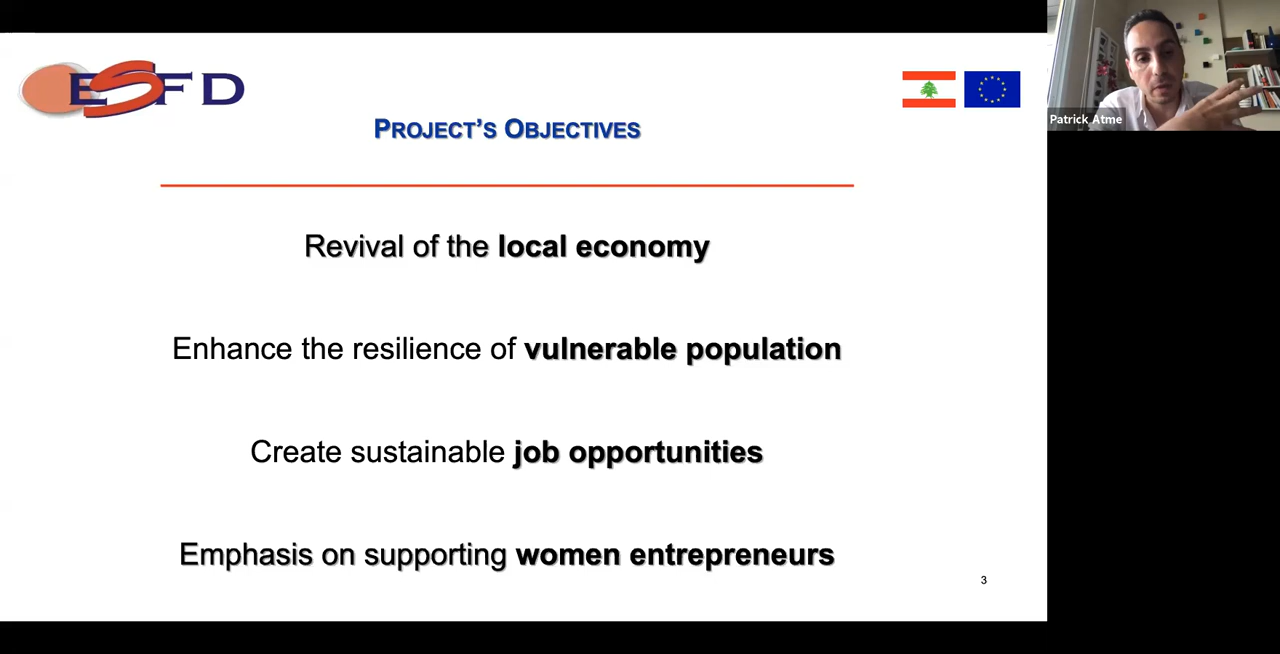 ESFD
PROJECT'S OBJECTIVES
Patrick Atme
Revival of the local economy
Enhance the resilience of vulnerable population
Create sustainable job opportunities
Emphasis on supporting women entrepreneurs
3